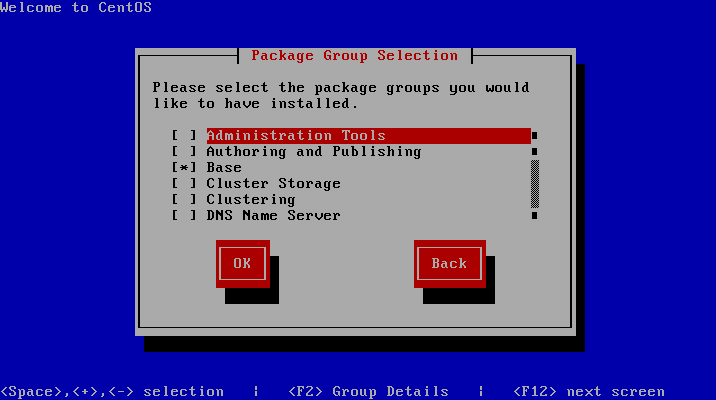 Welcome to CentOS
Package Group Selection
Please select the package groups you would
like to have installed.
[ ] Administration Tools
[ ] Authoring and Publishing
[*] Base
[ ] Cluster Storage
[ ] Clustering
[ ] DNS Name Server
OK Back
<Space>,<+>,<-> selection | <F2> Group Details | <F12> next screen